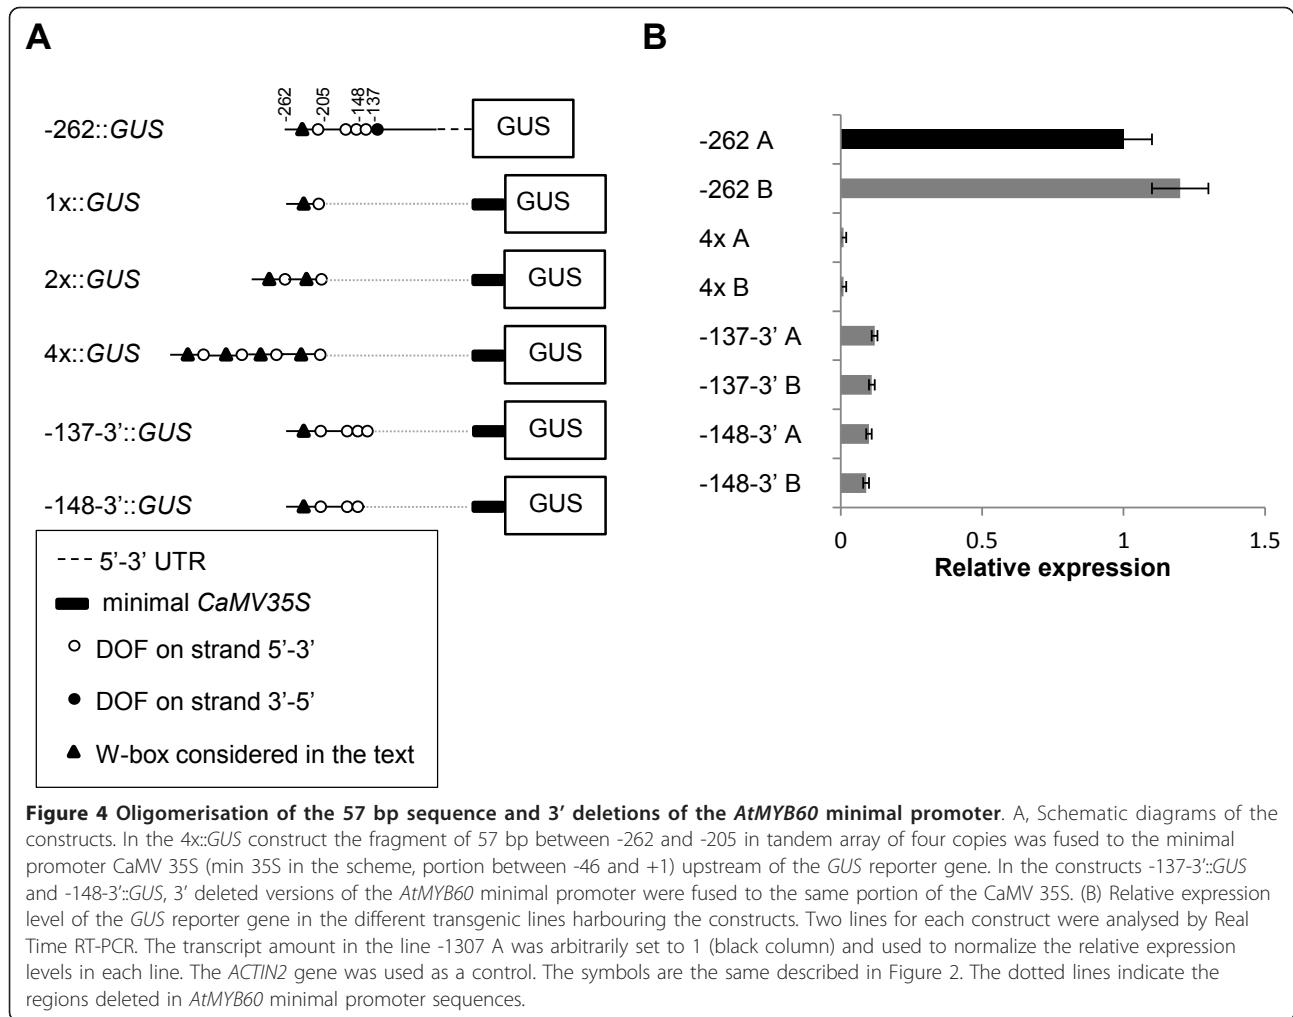 A
B
-262
-205
-148
-137
-262::GUS
GUS
1x::GUS
GUS
2x::GUS
GUS
4x::GUS
GUS
-137-3'::GUS
GUS
-148-3'::GUS
GUS
5'-3' UTR
minimal CaMV35S
DOF on strand 5'-3'
DOF on strand 3'-5'
W-box considered in the text
-262 A
-262 B
4x A
4x B
-137-3' A
-137-3' B
-148-3' A
-148-3' B
0 0.5 1 1.5
Relative expression
Figure 4 Oligomerisation of the 57 bp sequence and 3' deletions of the AtMYB60 minimal promoter. A, Schematic diagrams of the
constructs. In the 4x::GUS construct the fragment of 57 bp between -262 and -205 in tandem array of four copies was fused to the minimal
promoter CaMV 35S (min 35S in the scheme, portion between -46 and +1) upstream of the GUS reporter gene. In the constructs -137-3'::GUS
and -148-3'::GUS, 3' deleted versions of the AtMYB60 minimal promoter were fused to the same portion of the CaMV 35S. (B) Relative expression
level of the GUS reporter gene in the different transgenic lines harbouring the constructs. Two lines for each construct were analysed by Real
Time RT-PCR. The transcript amount in the line -1307 A was arbitrarily set to 1 (black column) and used to normalize the relative expression
levels in each line. The ACTIN2 gene was used as a control. The symbols are the same described in Figure 2. The dotted lines indicate the
regions deleted in AtMYB60 minimal promoter sequences.